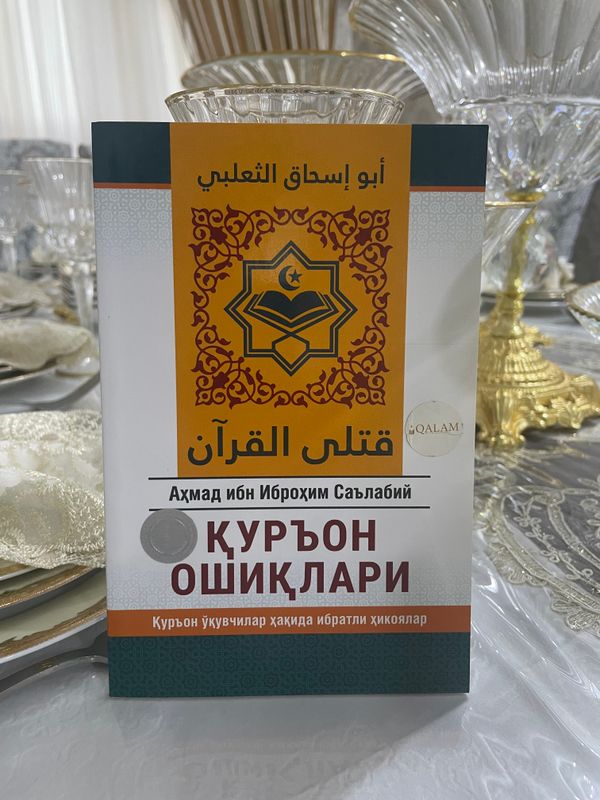 أبو إسحاق الثعلبي
قتلى القرآن
QALAM
Аҳмад ибн Иброҳим Саълабий
ҚУРЪОН
ОШИҚЛАРИ
Қуръон ўқувчилар ҳақида ибратли ҳикоялар